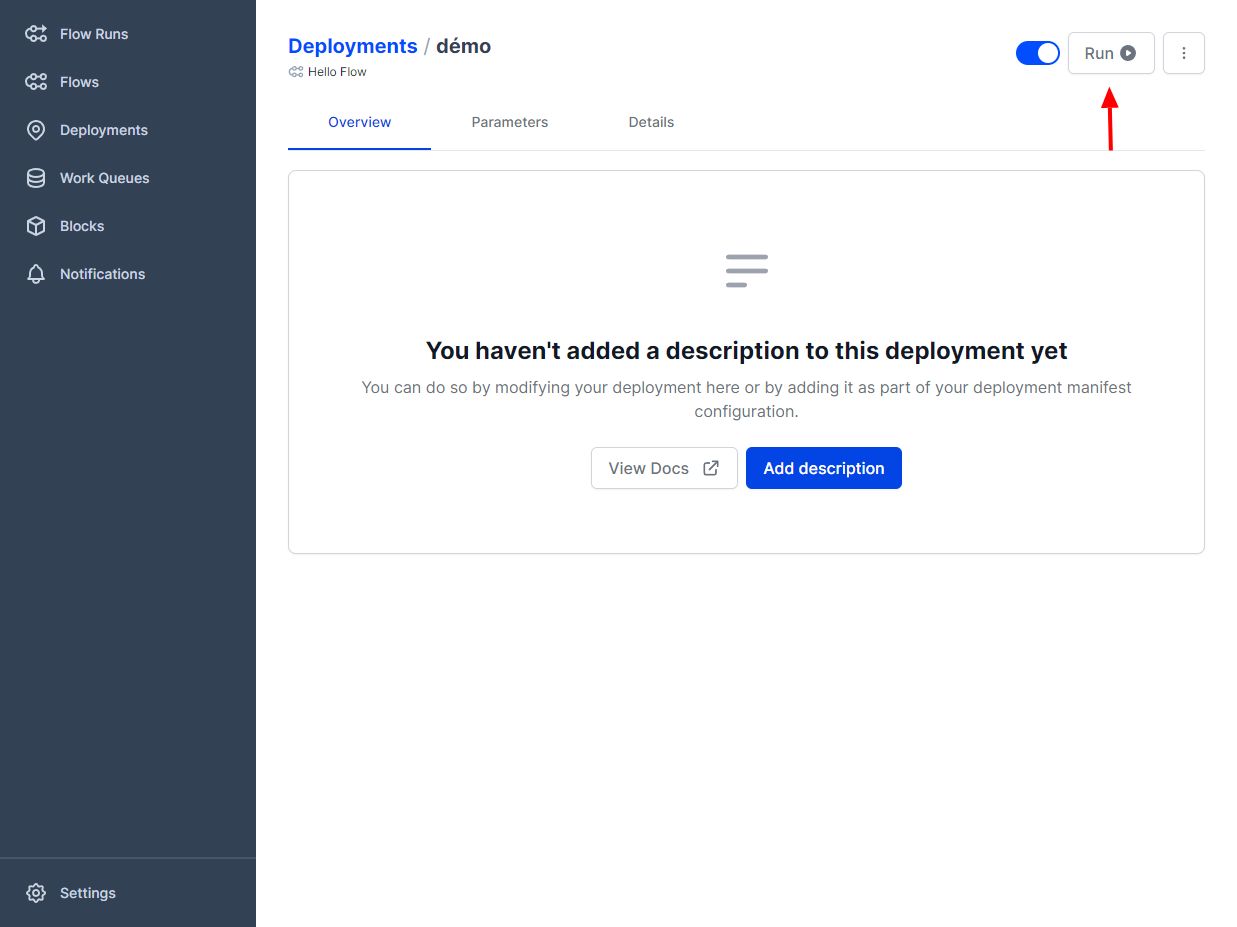 Flow Runs
Flows
Deployments
Work Queues
Blocks
Notifications
Settings
Deployments / démo
Hello Flow
Run
Overview
Parameters
Details
You haven't added a description to this deployment yet
You can do so by modifying your deployment here or by adding it as part of your deployment manifest
configuration.
View Docs
Add description